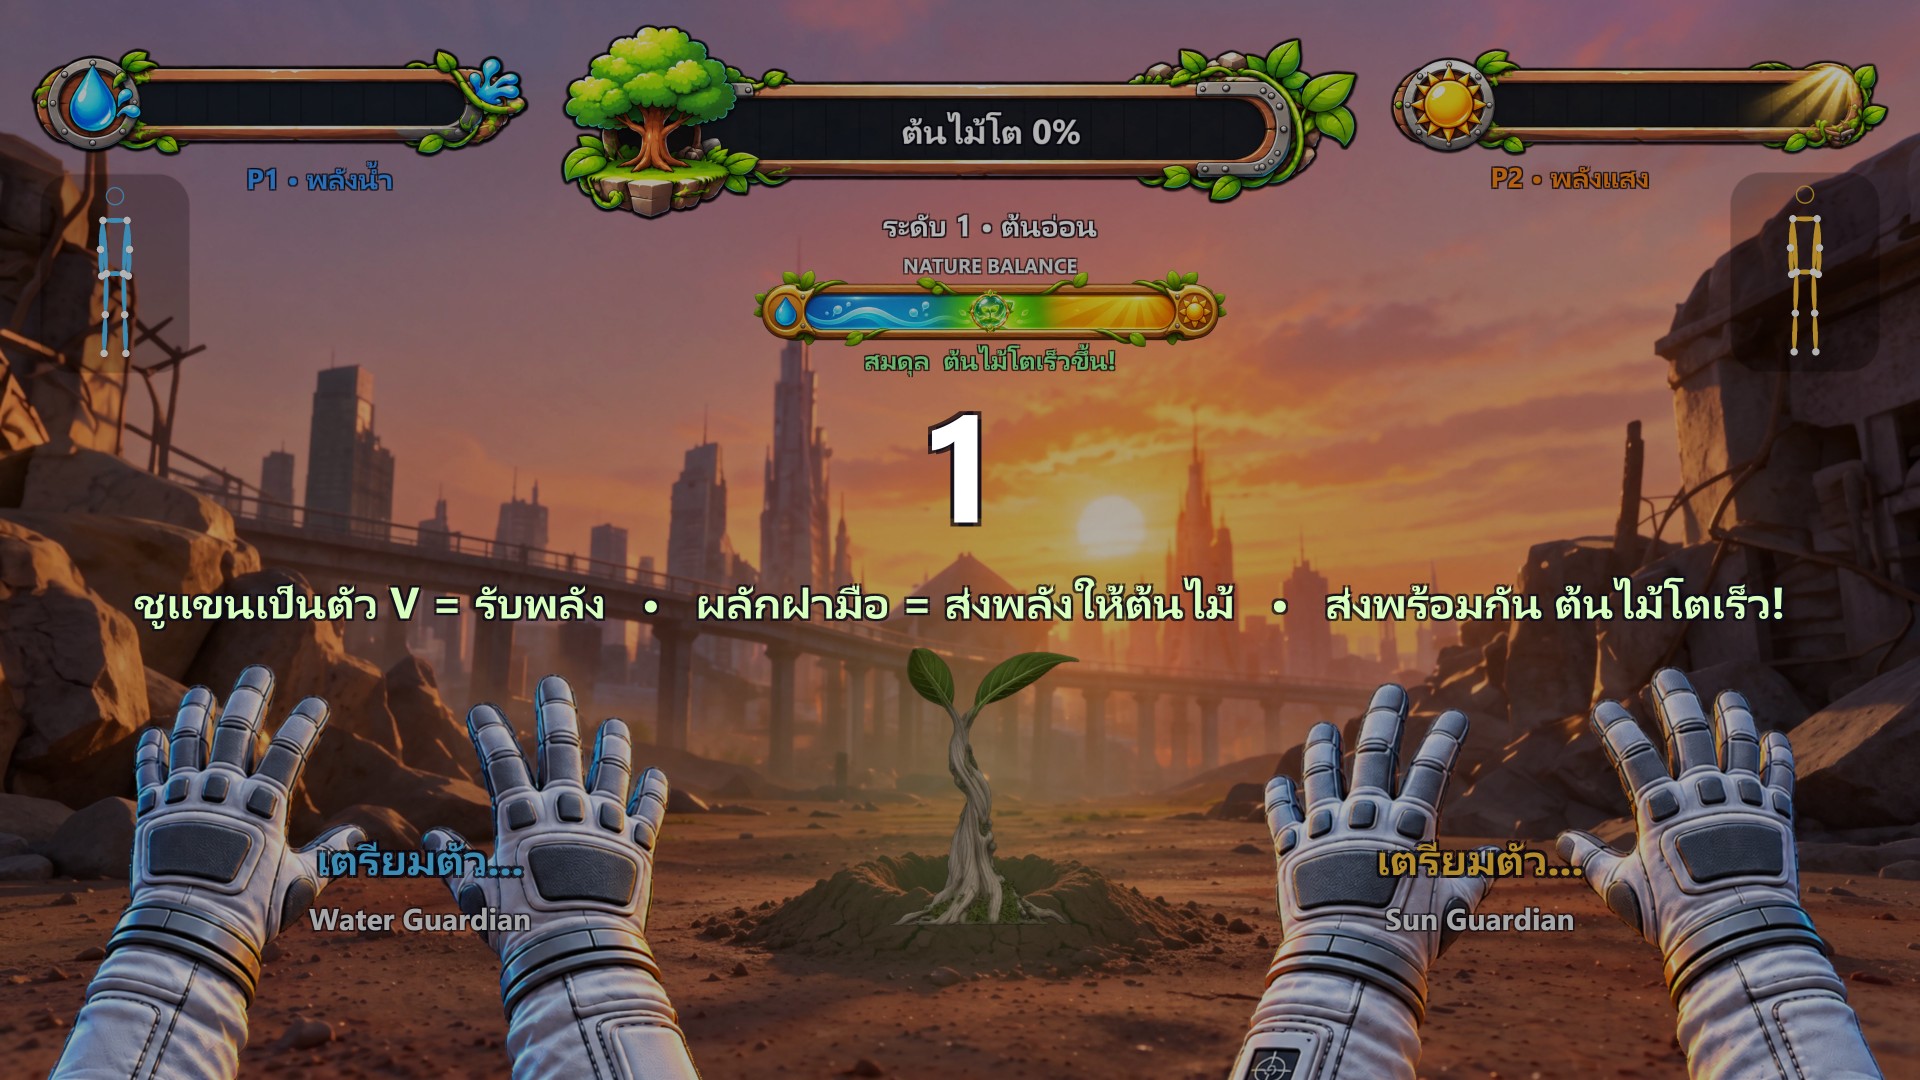 ต้นไม้โต 0%
P1 • พลังน้ำ
P2 • พลังแสง
ระดับ 1 • ต้นอ่อน
NATURE BALANCE
สมดุล ต้นไม้โตเร็วขึ้น!
1
ชูแขนเป็นตัว V = รับพลัง • ผลักฝ่ามือ = ส่งพลังให้ต้นไม้ • ส่งพร้อมกัน ต้นไม้โตเร็ว!
เตรียมตัว...
Water Guardian
เตรียมตัว...
Sun Guardian